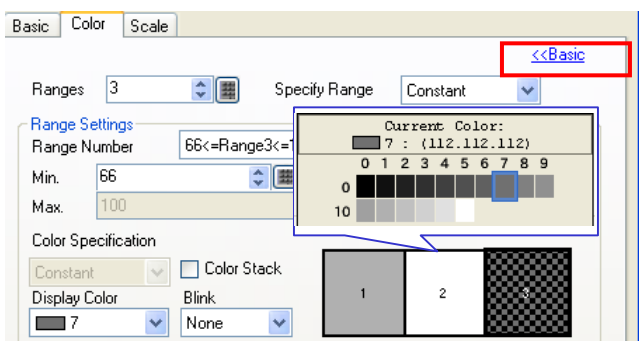 Basic Color Scale
<<Basic
Ranges 3 Specify Range Constant
Range Settings
Range Number 66<=Range3<=1
Current Color:
7 : (112.112.112)
0 1 2 3 4 5 6 7 8 9
0
10
Min. 66
Max. 100
Color Specification
Constant Color Stack
Display Color Blink
7 None
1 2 3